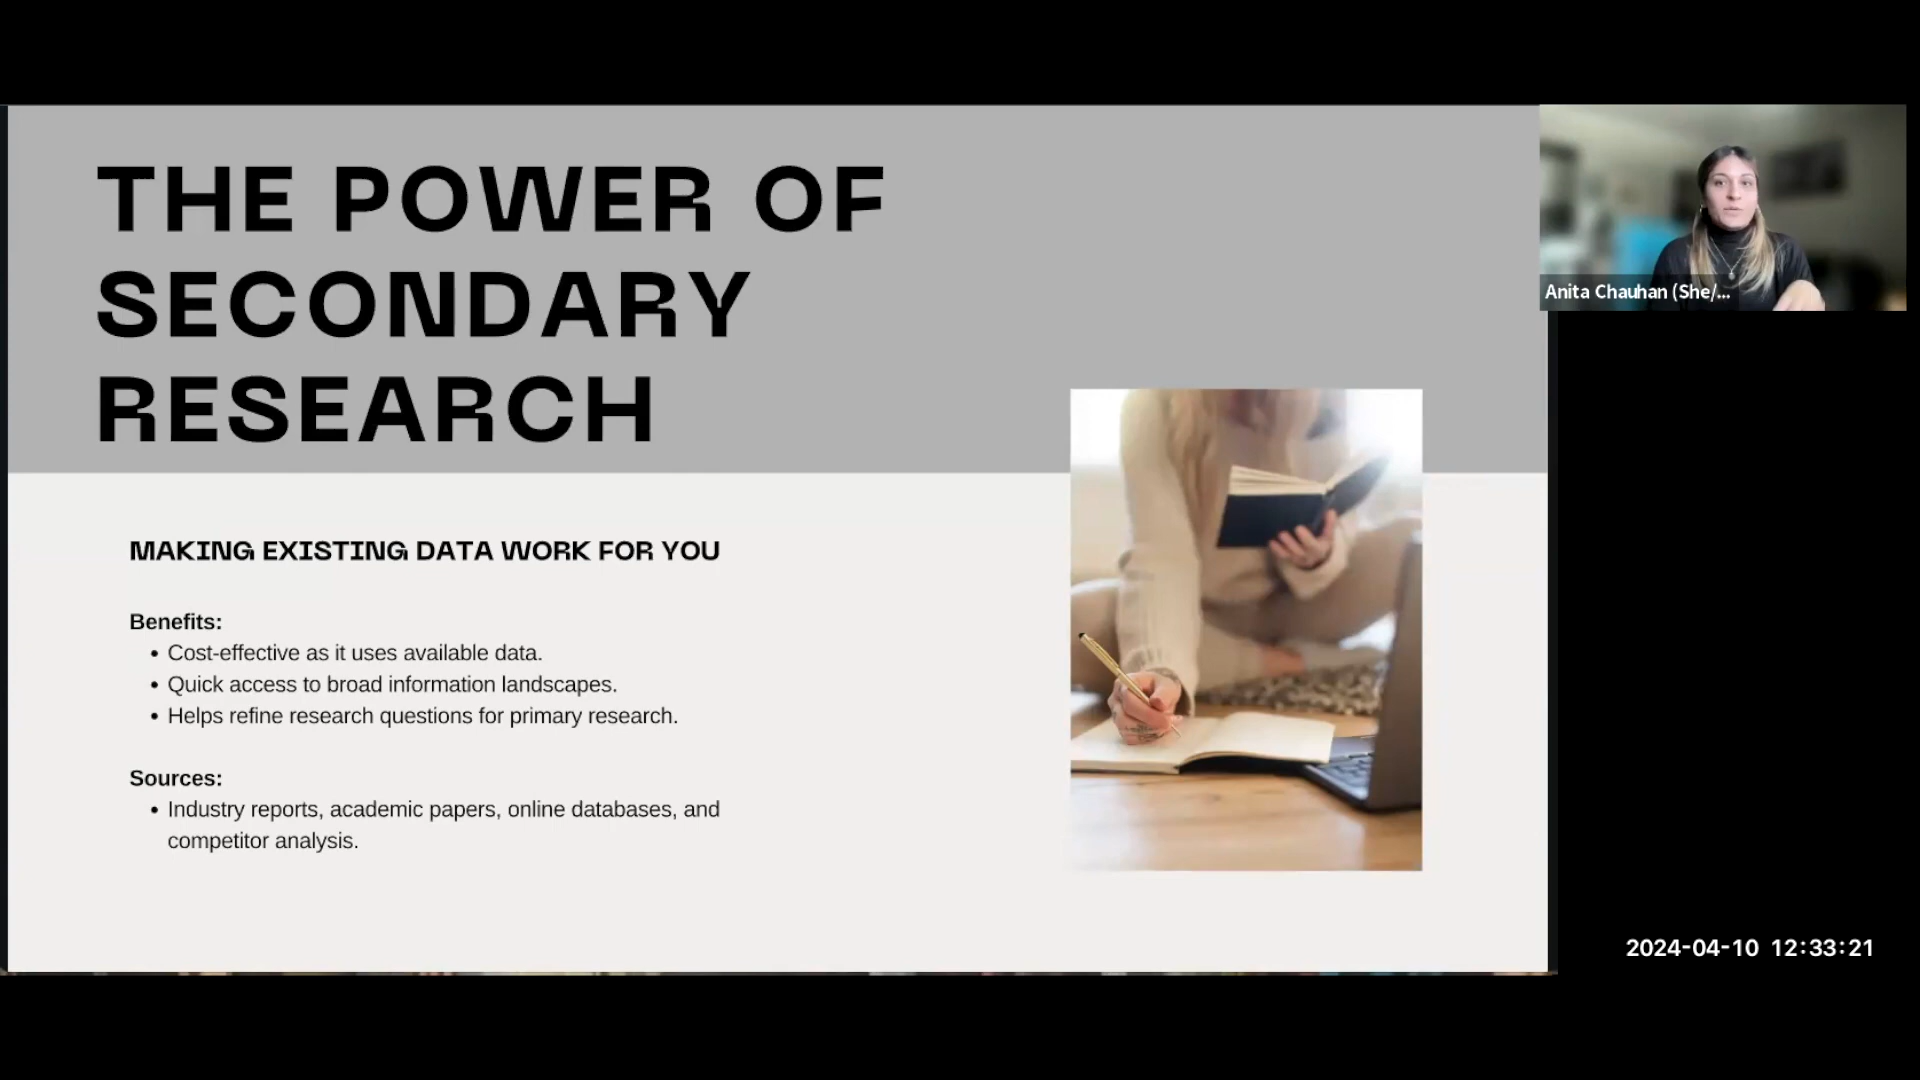 THE POWER OF
SECONDARY
RESEARCH
MAKING EXISTING DATA WORK FOR YOU
Benefits:
• Cost-effective as it uses available data.
• Quick access to broad information landscapes.
• Helps refine research questions for primary research.
Sources:
• Industry reports, academic papers, online databases, and
competitor analysis.
Anita Chauhan (She/...
2024-04-10 12:33:21